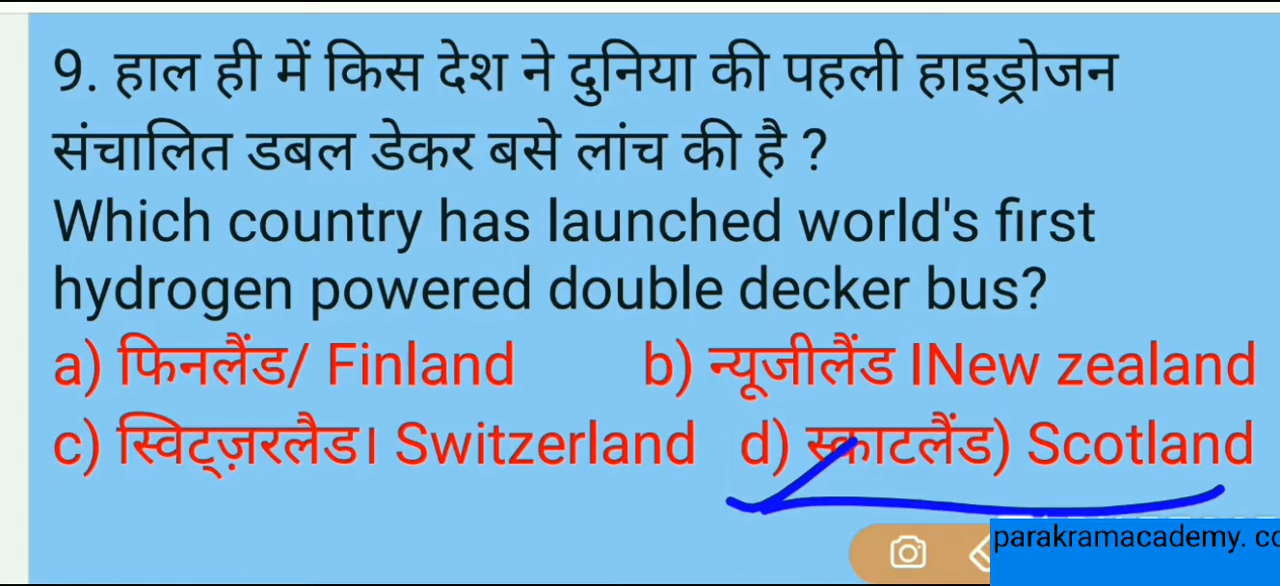 9. हाल ही में किस देश ने दुनिया की पहली हाइड्रोजन
संचालित डबल डेकर बसे लांच की है ?
Which country has launched world's first
hydrogen powered double decker bus?
a) फिनलैंड/ Finland b) न्यूजीलैंड INew zealand
c) स्विट्ज़रलैड। Switzerland d) स्काटलैंड) Scotland
parakramacademy. co